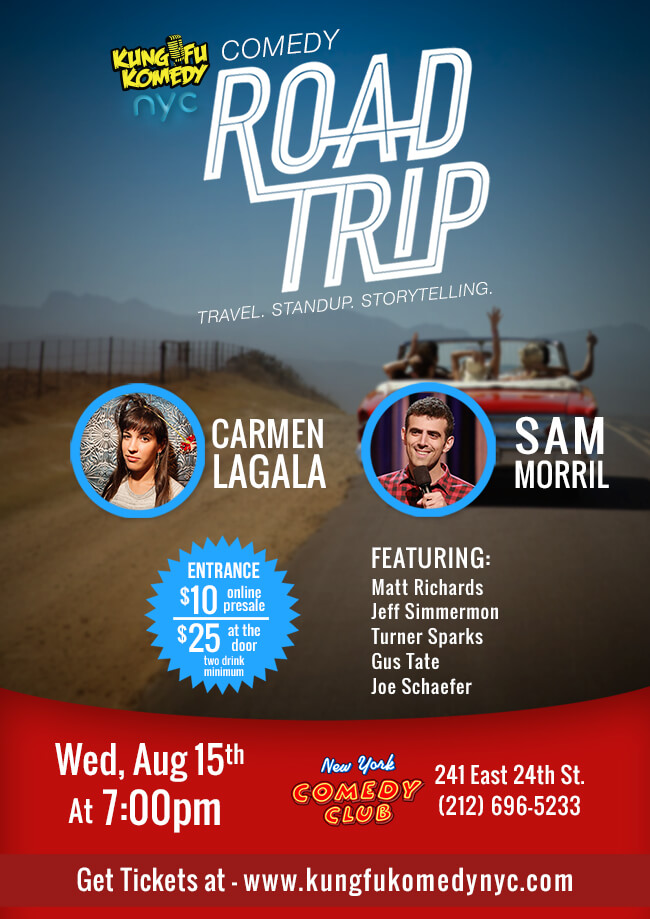 KUNG FU
KOMEDY
nyc
COMEDY
ROAD
TRIP
TRAVEL. STANDUP. STORYTELLING.
CARMEN
LAGALA
SAM
MORRIL
ENTRANCE
$10 online
presale
$25 at the
door
two drink
minimum
FEATURING:
Matt Richards
Jeff Simmermon
Turner Sparks
Gus Tate
Joe Schaefer
Wed, Aug 15th
At 7:00pm
New York
COMEDY
CLUB
241 East 24th St.
(212) 696-5233
Get Tickets at - www.kungfukomedynyc.com